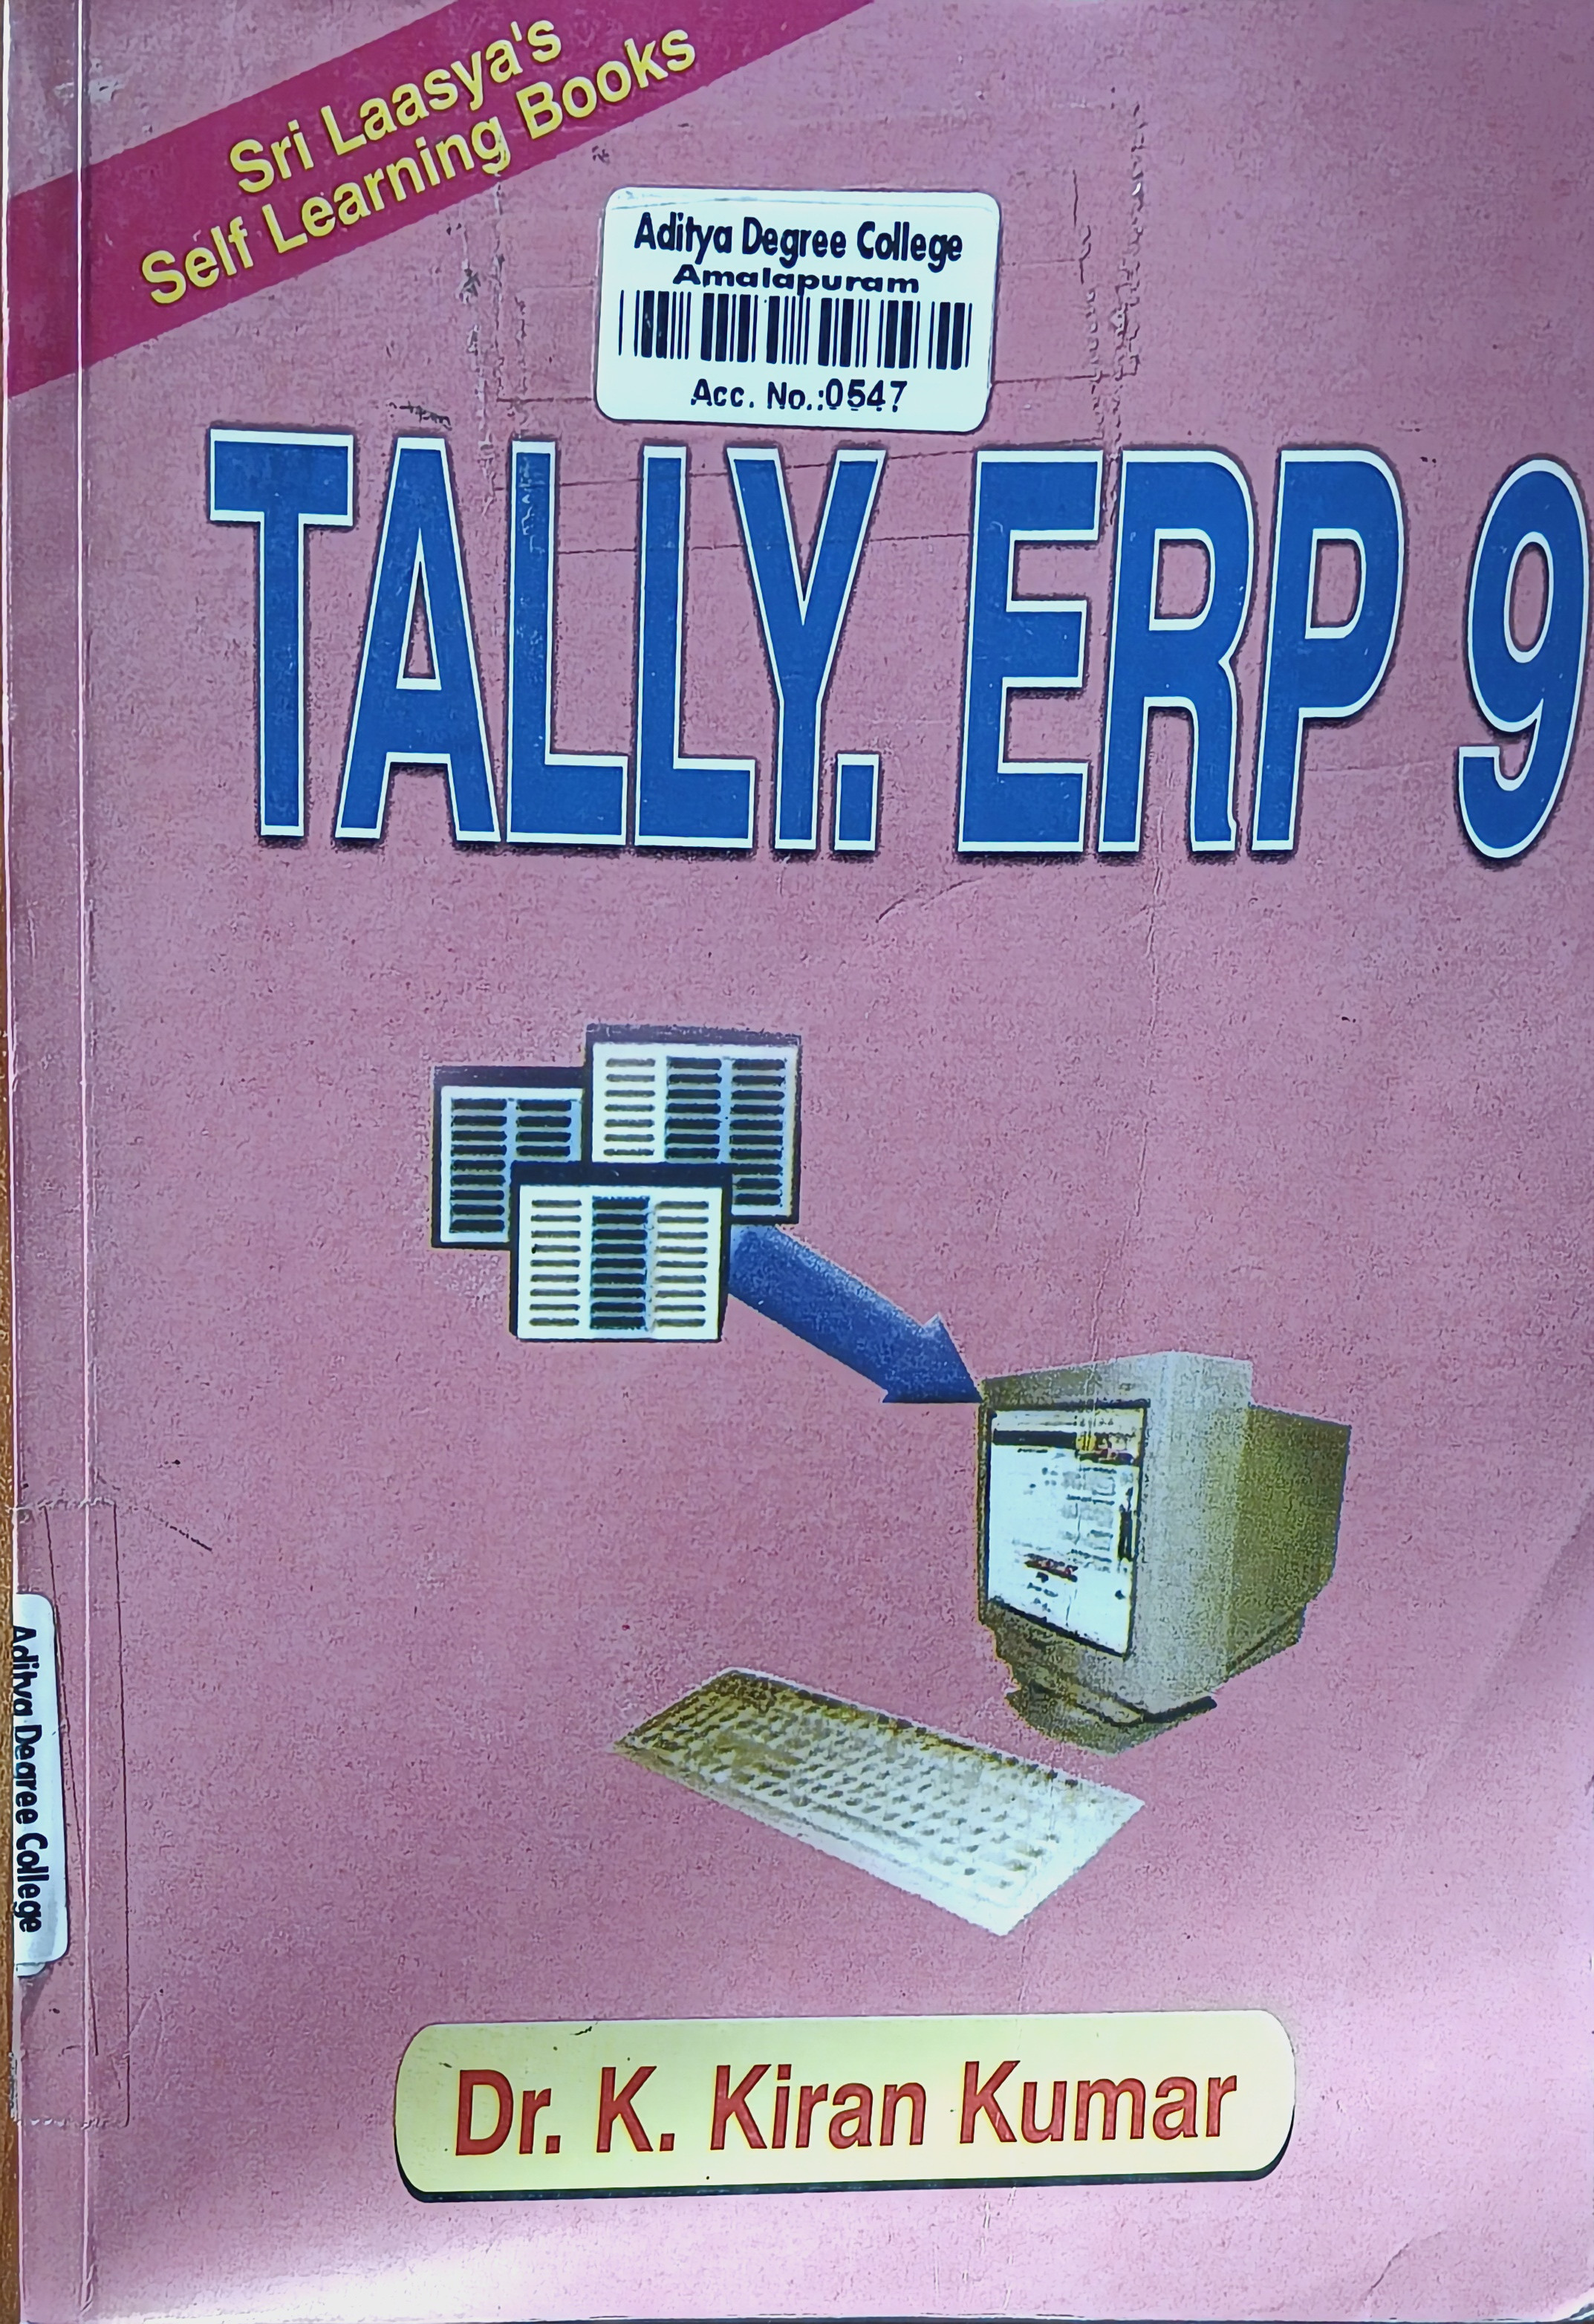 Sri Laasya's
Self Learning Books
Aditya Degree College
Amalapuram
Acc. No.:0547
TALLY. ERP 9
Aditya Degree College
Dr. K. Kiran Kumar